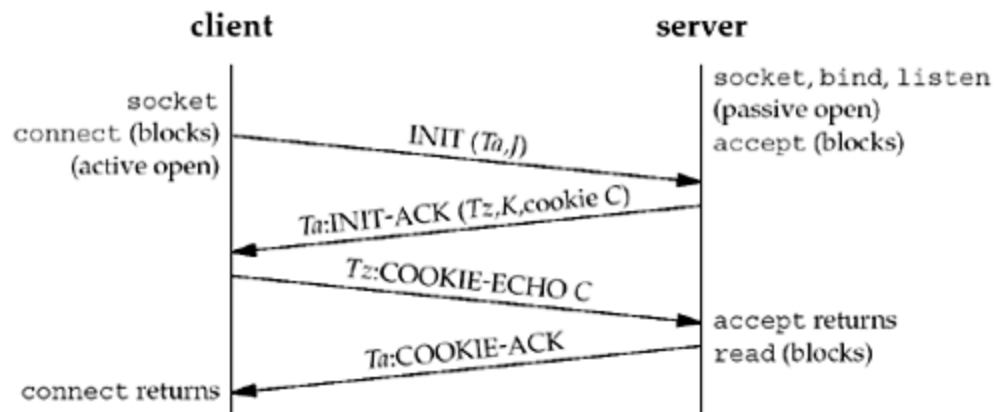 client
server
socket
connect (blocks)
(active open)
socket, bind, listen
(passive open)
accept (blocks)
INIT (Ta,J)
Ta:INIT-ACK (Tz,K,cookie C)
Tz:COOKIE-ECHO C
accept returns
read (blocks)
Ta:COOKIE-ACK
connect returns